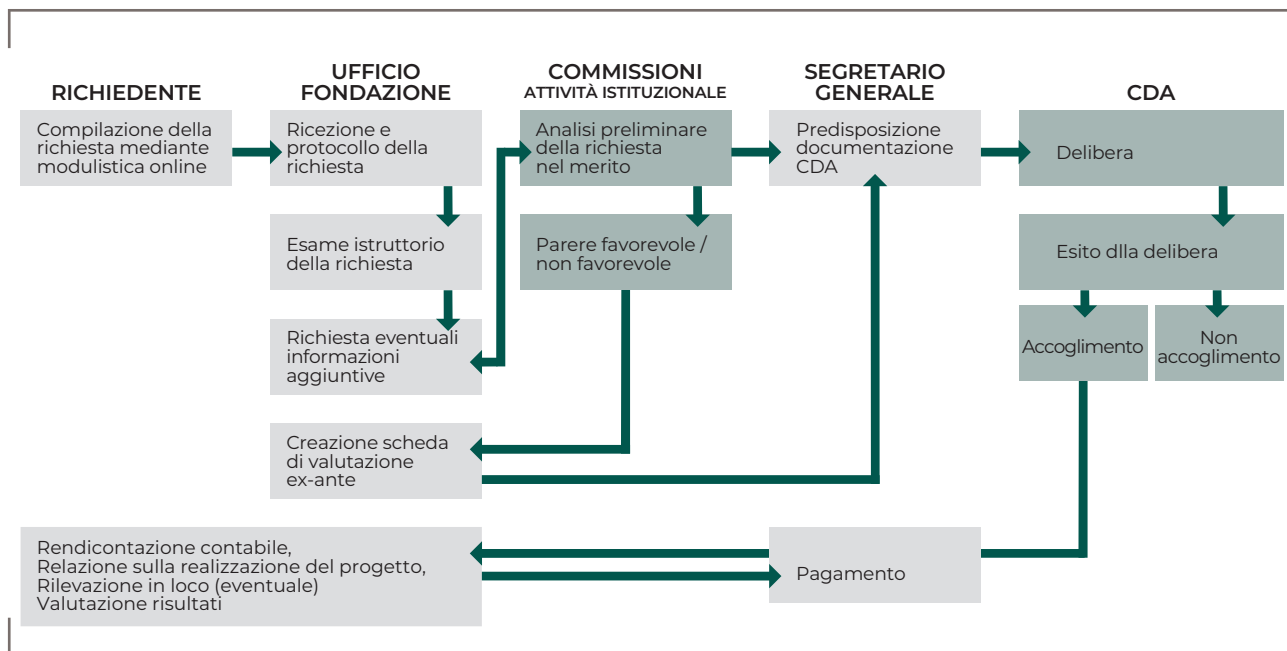 RICHIEDENTE
UFFICIO
FONDAZIONE
COMMISSIONI
ATTIVITÀ ISTITUZIONALE
SEGRETARIO
GENERALE
CDA
Compilazione della
richiesta mediante
modulistica online
Ricezione e
protocollo della
richiesta
Analisi preliminare
della richiesta
nel merito
Predisposizione
documentazione
CDA
Delibera
Esame istruttorio
della richiesta
Parere favorevole /
non favorevole
Esito dlla delibera
Richiesta eventuali
informazioni
aggiuntive
Accoglimento
Non
accoglimento
Creazione scheda
di valutazione
ex-ante
Rendicontazione contabile,
Relazione sulla realizzazione del progetto,
Rilevazione in loco (eventuale)
Valutazione risultati
Pagamento